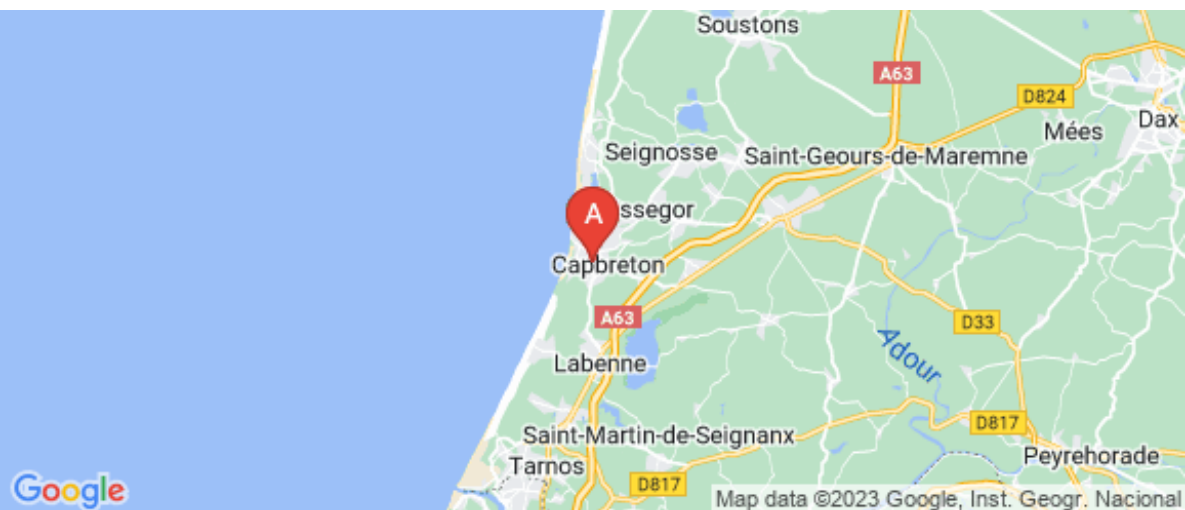 Soustons
A63
D824
Mées
Dax
Seignosse
Saint-Geours-de-Maremne
A
ssegor
Capbreton
A63
D33
Adour
Labenne
D817
Saint-Martin-de-Seignanx
Peyrehorade
Tarnos
D817
Google
Map data ©2023 Google, Inst. Geogr. Nacional